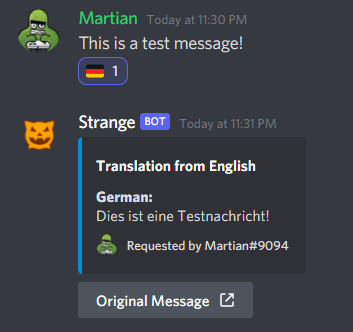 Martian Today at 11:30 PM
This is a test message!
1
Strange BOT Today at 11:31 PM
Translation from English
German:
Dies ist eine Testnachricht!
Requested by Martian#9094
Original Message